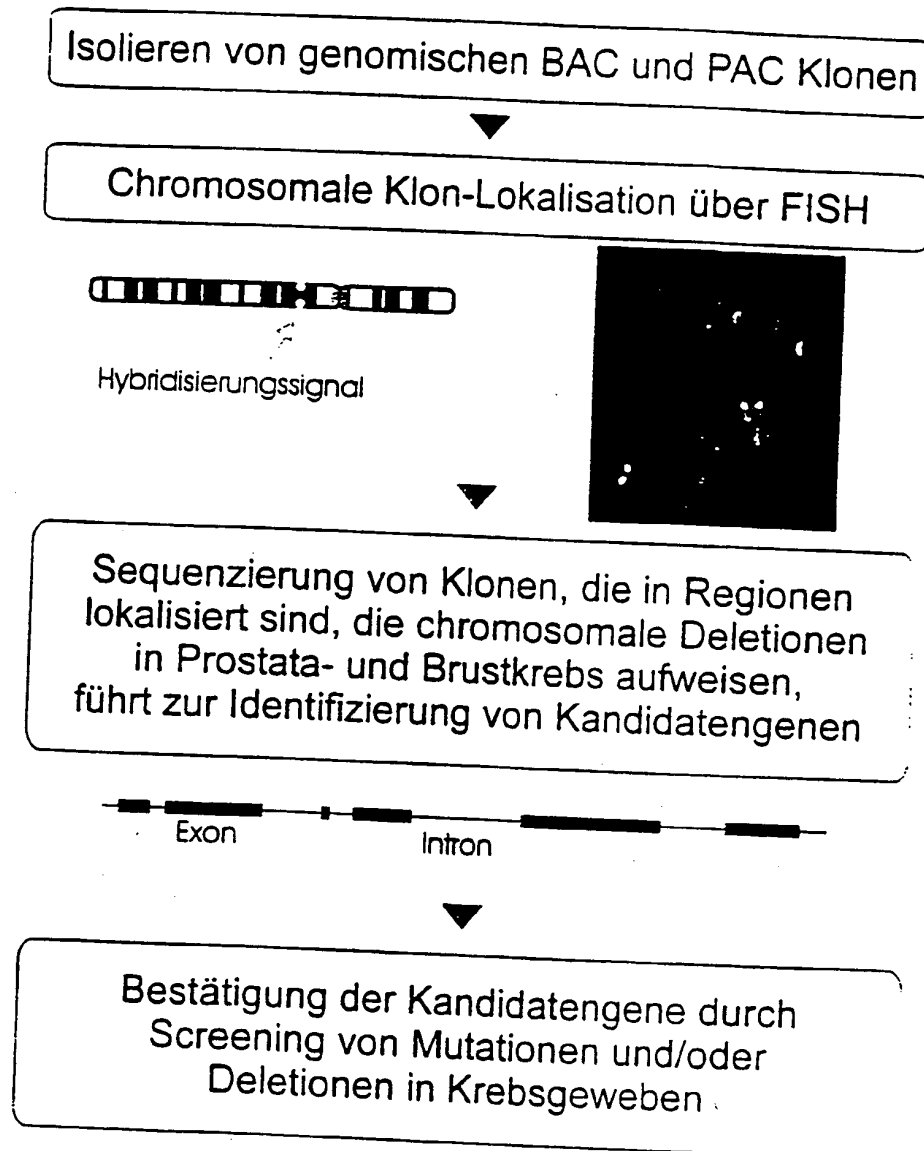 Isolieren von genomischen BAC und PAC Klonen
Chromosomale Klon-Lokalisation über FISH
Hybridisierungssignal
Sequenzierung von Klonen, die in Regionen
lokalisiert sind, die chromosomale Deletionen
in Prostata- und Brustkrebs aufweisen,
führt zur Identifizierung von Kandidatengenen
Exon
Intron
Bestätigung der Kandidatengene durch
Screening von Mutationen und/oder
Deletionen in Krebsgeweben